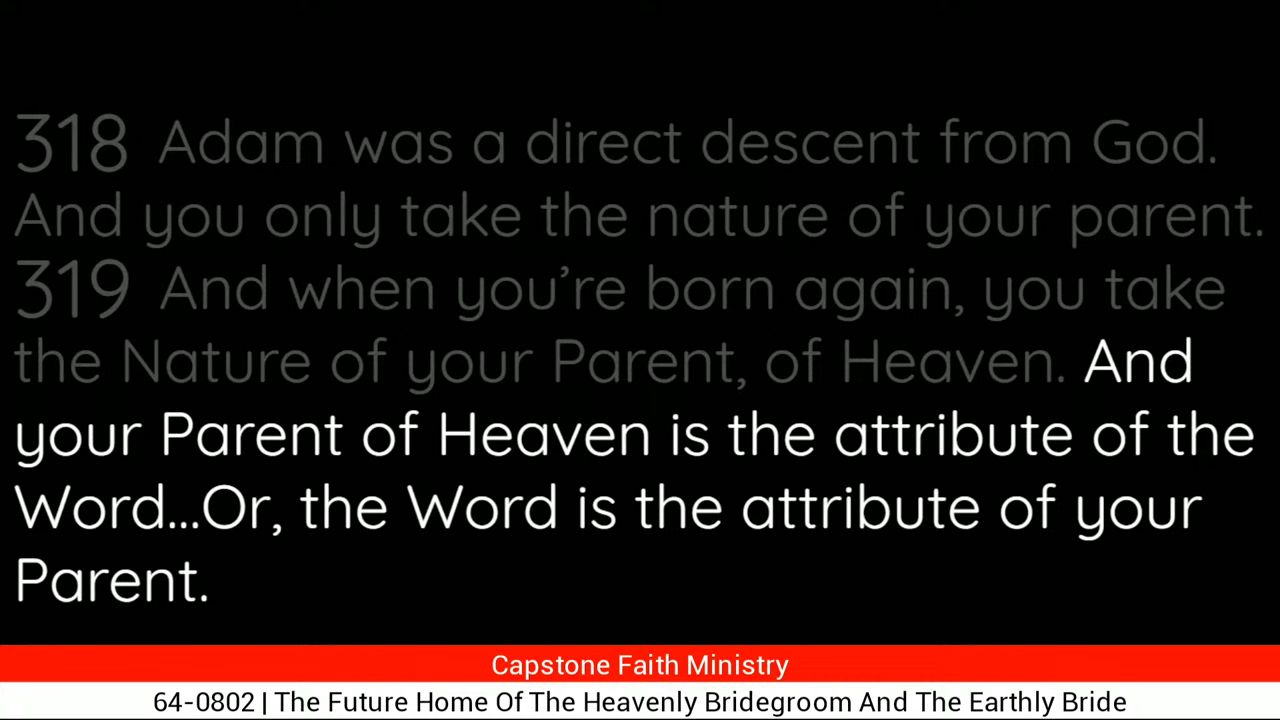 318 Adam was a direct descent from God.
And you only take the nature of your parent.
319 And when you’re born again, you take
the Nature of your Parent, of Heaven. And
your Parent of Heaven is the attribute of the
Word...Or, the Word is the attribute of your
Parent.
Capstone Faith Ministry
64-0802 | The Future Home Of The Heavenly Bridegroom And The Earthly Bride